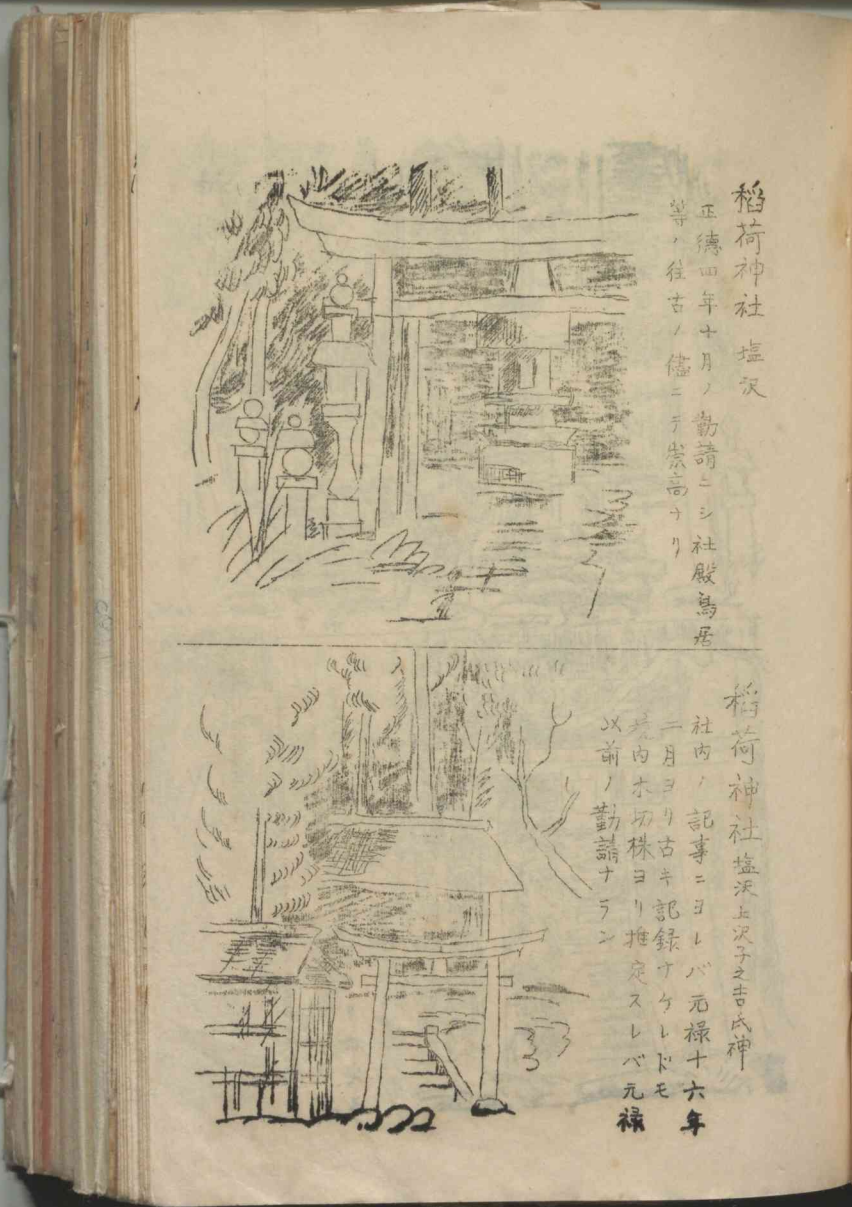 稻荷神社 塩沢
正德四年十月ノ勧請ニシ社殿鳥居
等ノ往古ノ儘ニテ崇高ナリ
稻荷神社 塩沢上沢子之吉氏神
社内ノ記事ニヨレバ元禄十六年
二月ヨリ古キ記録ナケレドモ
境内木切株ヨリ推定スレバ元禄
以前ノ勧請ナラン